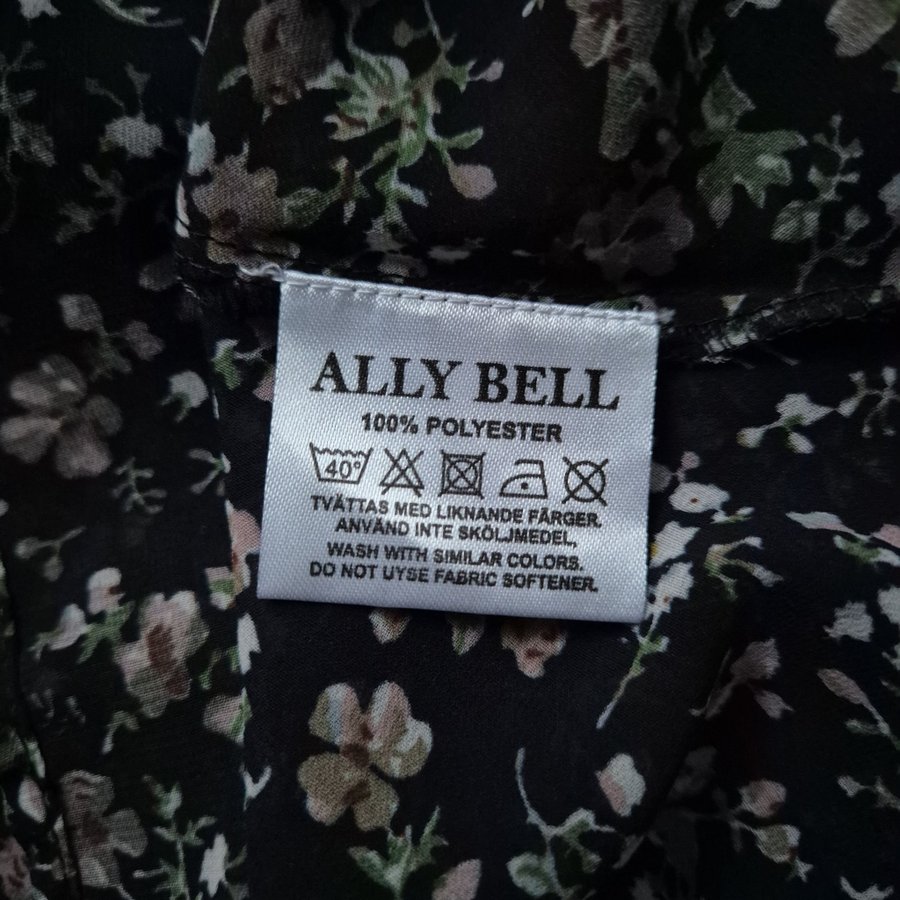 ALLY BELL
100% POLYESTER
40°
TVÄTTAS MED LIKNANDE FÄRGER.
ANVÄND INTE SKÖLJMEDEL.
WASH WITH SIMILAR COLORS.
DO NOT UYSE FABRIC SOFTENER.